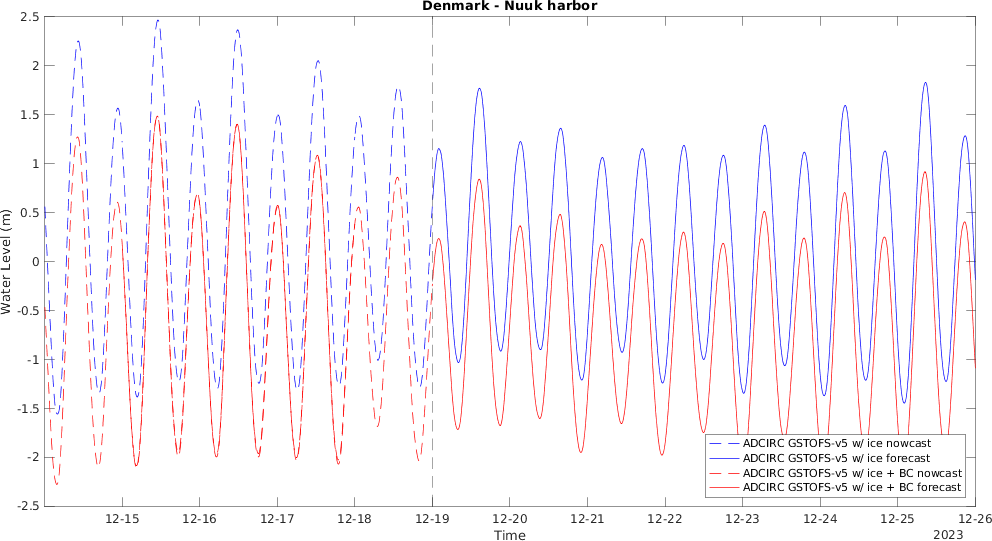 Denmark - Nuuk harbor
2.5
2
1.5
1
0.5
0
-0.5
-1
-1.5
-2
-2.5
Water Level (m)
ADCIRC GSTOFS-v5 w/ ice nowcast
ADCIRC GSTOFS-v5 w/ ice forecast
ADCIRC GSTOFS-v5 w/ ice + BC nowcast
ADCIRC GSTOFS-v5 w/ ice + BC forecast
12-15 12-16 12-17 12-18 12-19 12-20 12-21 12-22 12-23 12-24 12-25 12-26
Time
2023